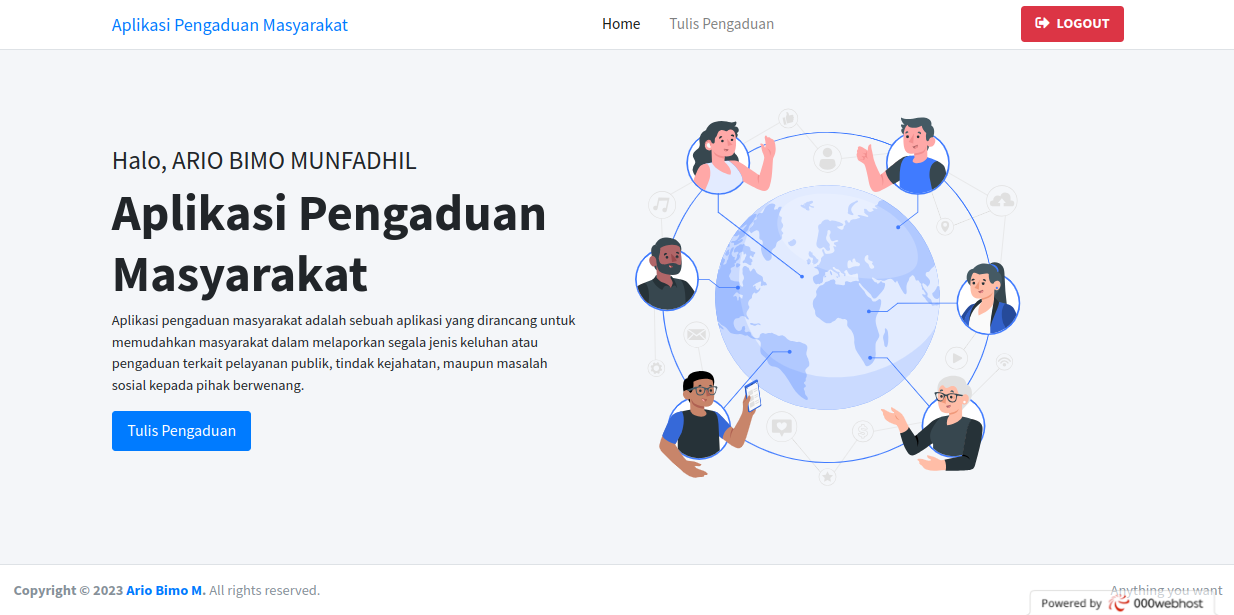 Aplikasi Pengaduan Masyarakat
Home
Tulis Pengaduan
LOGOUT
Halo, ARIO BIMO MUNFADHIL
Aplikasi Pengaduan
Masyarakat
Aplikasi pengaduan masyarakat adalah sebuah aplikasi yang dirancang untuk
memudahkan masyarakat dalam melaporkan segala jenis keluhan atau
pengaduan terkait pelayanan publik, tindak kejahatan, maupun masalah
sosial kepada pihak berwenang.
Tulis Pengaduan
Copyright © 2023 Ario Bimo M. All rights reserved.
Anything you want
Powered by 000webhost